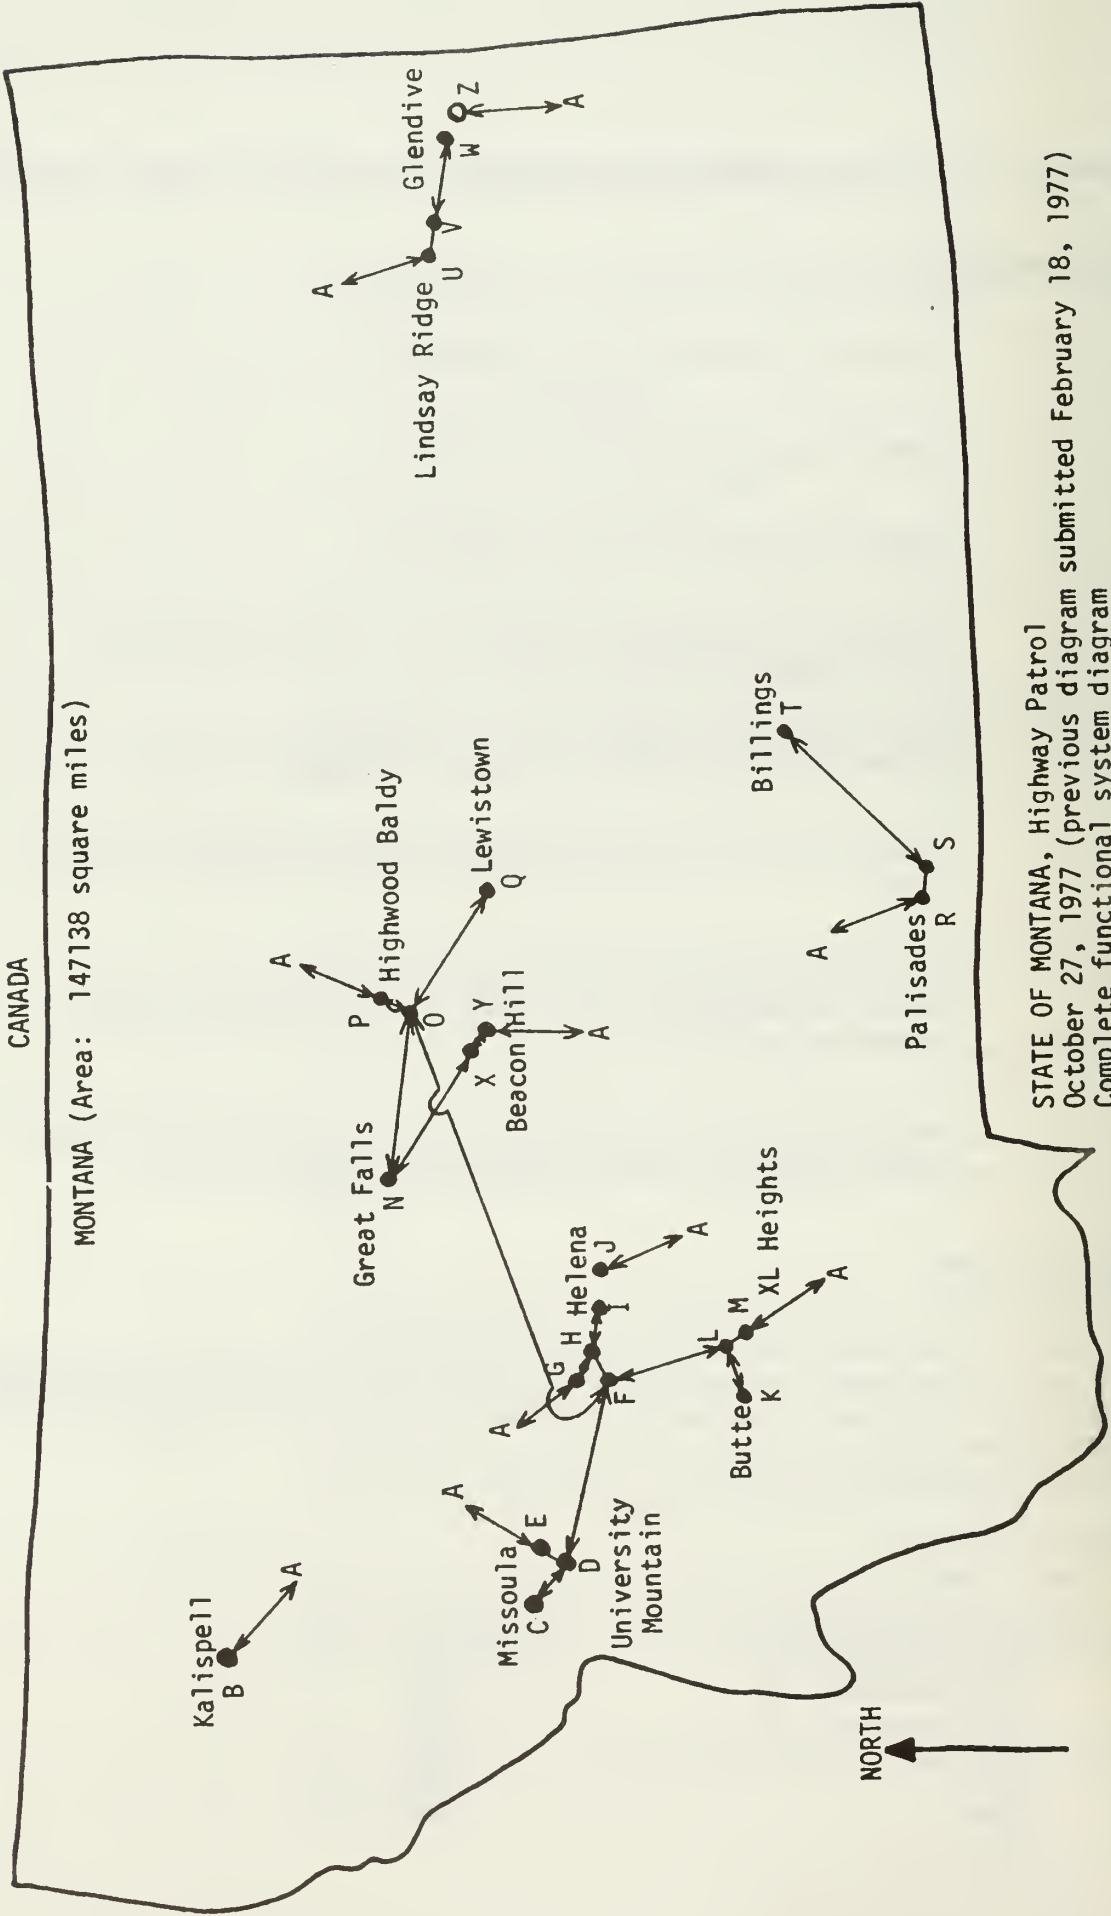 CANADA
MONTANA (Area: 147138 square miles)
Kalispell
B
A
Missoula
C
E
A
D
University
Mountain
A
G
H Helena
F
I
J
A
Butte
K
L
M
XL Heights
A
Great Falls
N
A
P
Highwood Baldy
O
X
Y
Beacon Hill
A
Lewistown
Q
Billings
T
A
Palisades
R
S
A
Lindsay Ridge
U
V
Glendive
W
Z
A
NORTH
STATE OF MONTANA, Highway Patrol
October 27, 1977 (previous diagram submitted February 18, 1977)
Complete functional system diagram